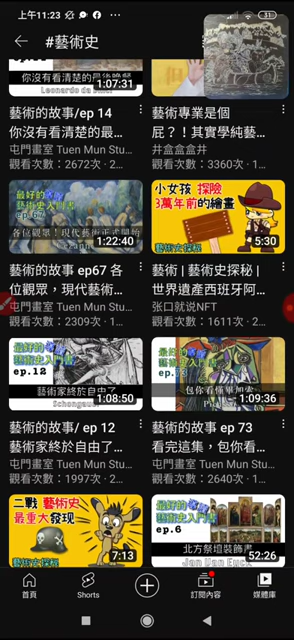 上午11:23
31
#藝術史
你沒有看清楚的最後晚餐
Leonardo da Vinci
1:07:31
藝術的故事/ep 14
你沒有看清楚的最...
屯門畫室 Tuen Mun Stu...
觀看次數：2672次 · 2...
藝術專業是個
屁？！其實學純藝...
井盒盒盒井
觀看次數：3360次 · 1...
最好的
藝術史入門書
ep.67
各位觀眾！現代藝術正式開始
1:22:40
小女孩 探險
3萬年前的繪畫
藝術史探秘
5:30
藝術的故事 ep67 各
位觀眾，現代藝術...
屯門畫室 Tuen Mun Stu...
觀看次數：2309次 · 1...
藝術 | 藝術史探秘 |
世界遺產西班牙阿...
张口就说NFT
觀看次數：1611次 · 2...
最好的
藝術史入門書
ep.12
藝術家終於自由了
Schongauer
1:08:50
最好的
藝術史入門書
ep.73
包你看懂畢加索
1:09:36
藝術的故事/ ep 12
藝術家終於自由了...
屯門畫室 Tuen Mun Stu...
觀看次數：1997次 · 2...
藝術的故事 ep 73
看完這集，包你看...
屯門畫室 Tuen Mun Stu...
觀看次數：2640次 · 1...
二戰 藝術史
最重大發現
藝術史探秘
7:13
最好的
藝術史入門書
ep.6
北方祭壇裝飾畫
Jan Van Eyck
52:26
首頁
Shorts
訂閱內容
媒體庫